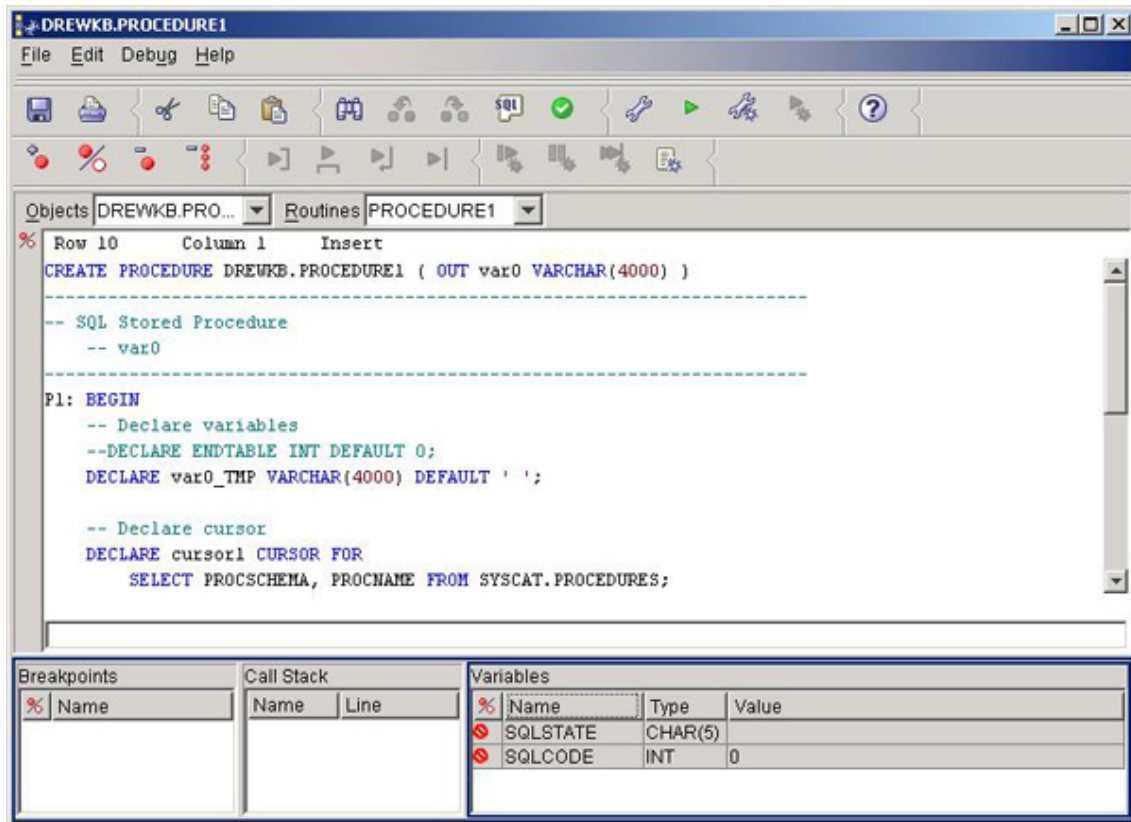 DREWKB.PROCEDURE1
File Edit Debug Help
SQL
Objects DREWKB.PRO... Routines PROCEDURE1
Row 10 Column 1 Insert
CREATE PROCEDURE DREWKB.PROCEDURE1 ( OUT var0 VARCHAR(4000) )
------------------------------------------------------------------------
-- SQL Stored Procedure
-- var0
------------------------------------------------------------------------
P1: BEGIN
-- Declare variables
--DECLARE ENDTABLE INT DEFAULT 0;
DECLARE var0_TMP VARCHAR(4000) DEFAULT ' ';
-- Declare cursor
DECLARE cursor1 CURSOR FOR
SELECT PROCSCHEMA, PROCNAME FROM SYSCAT.PROCEDURES;
Breakpoints Call Stack Variables
Name Name Line Name Type Value
SQLSTATE CHAR(5)
SQLCODE INT 0